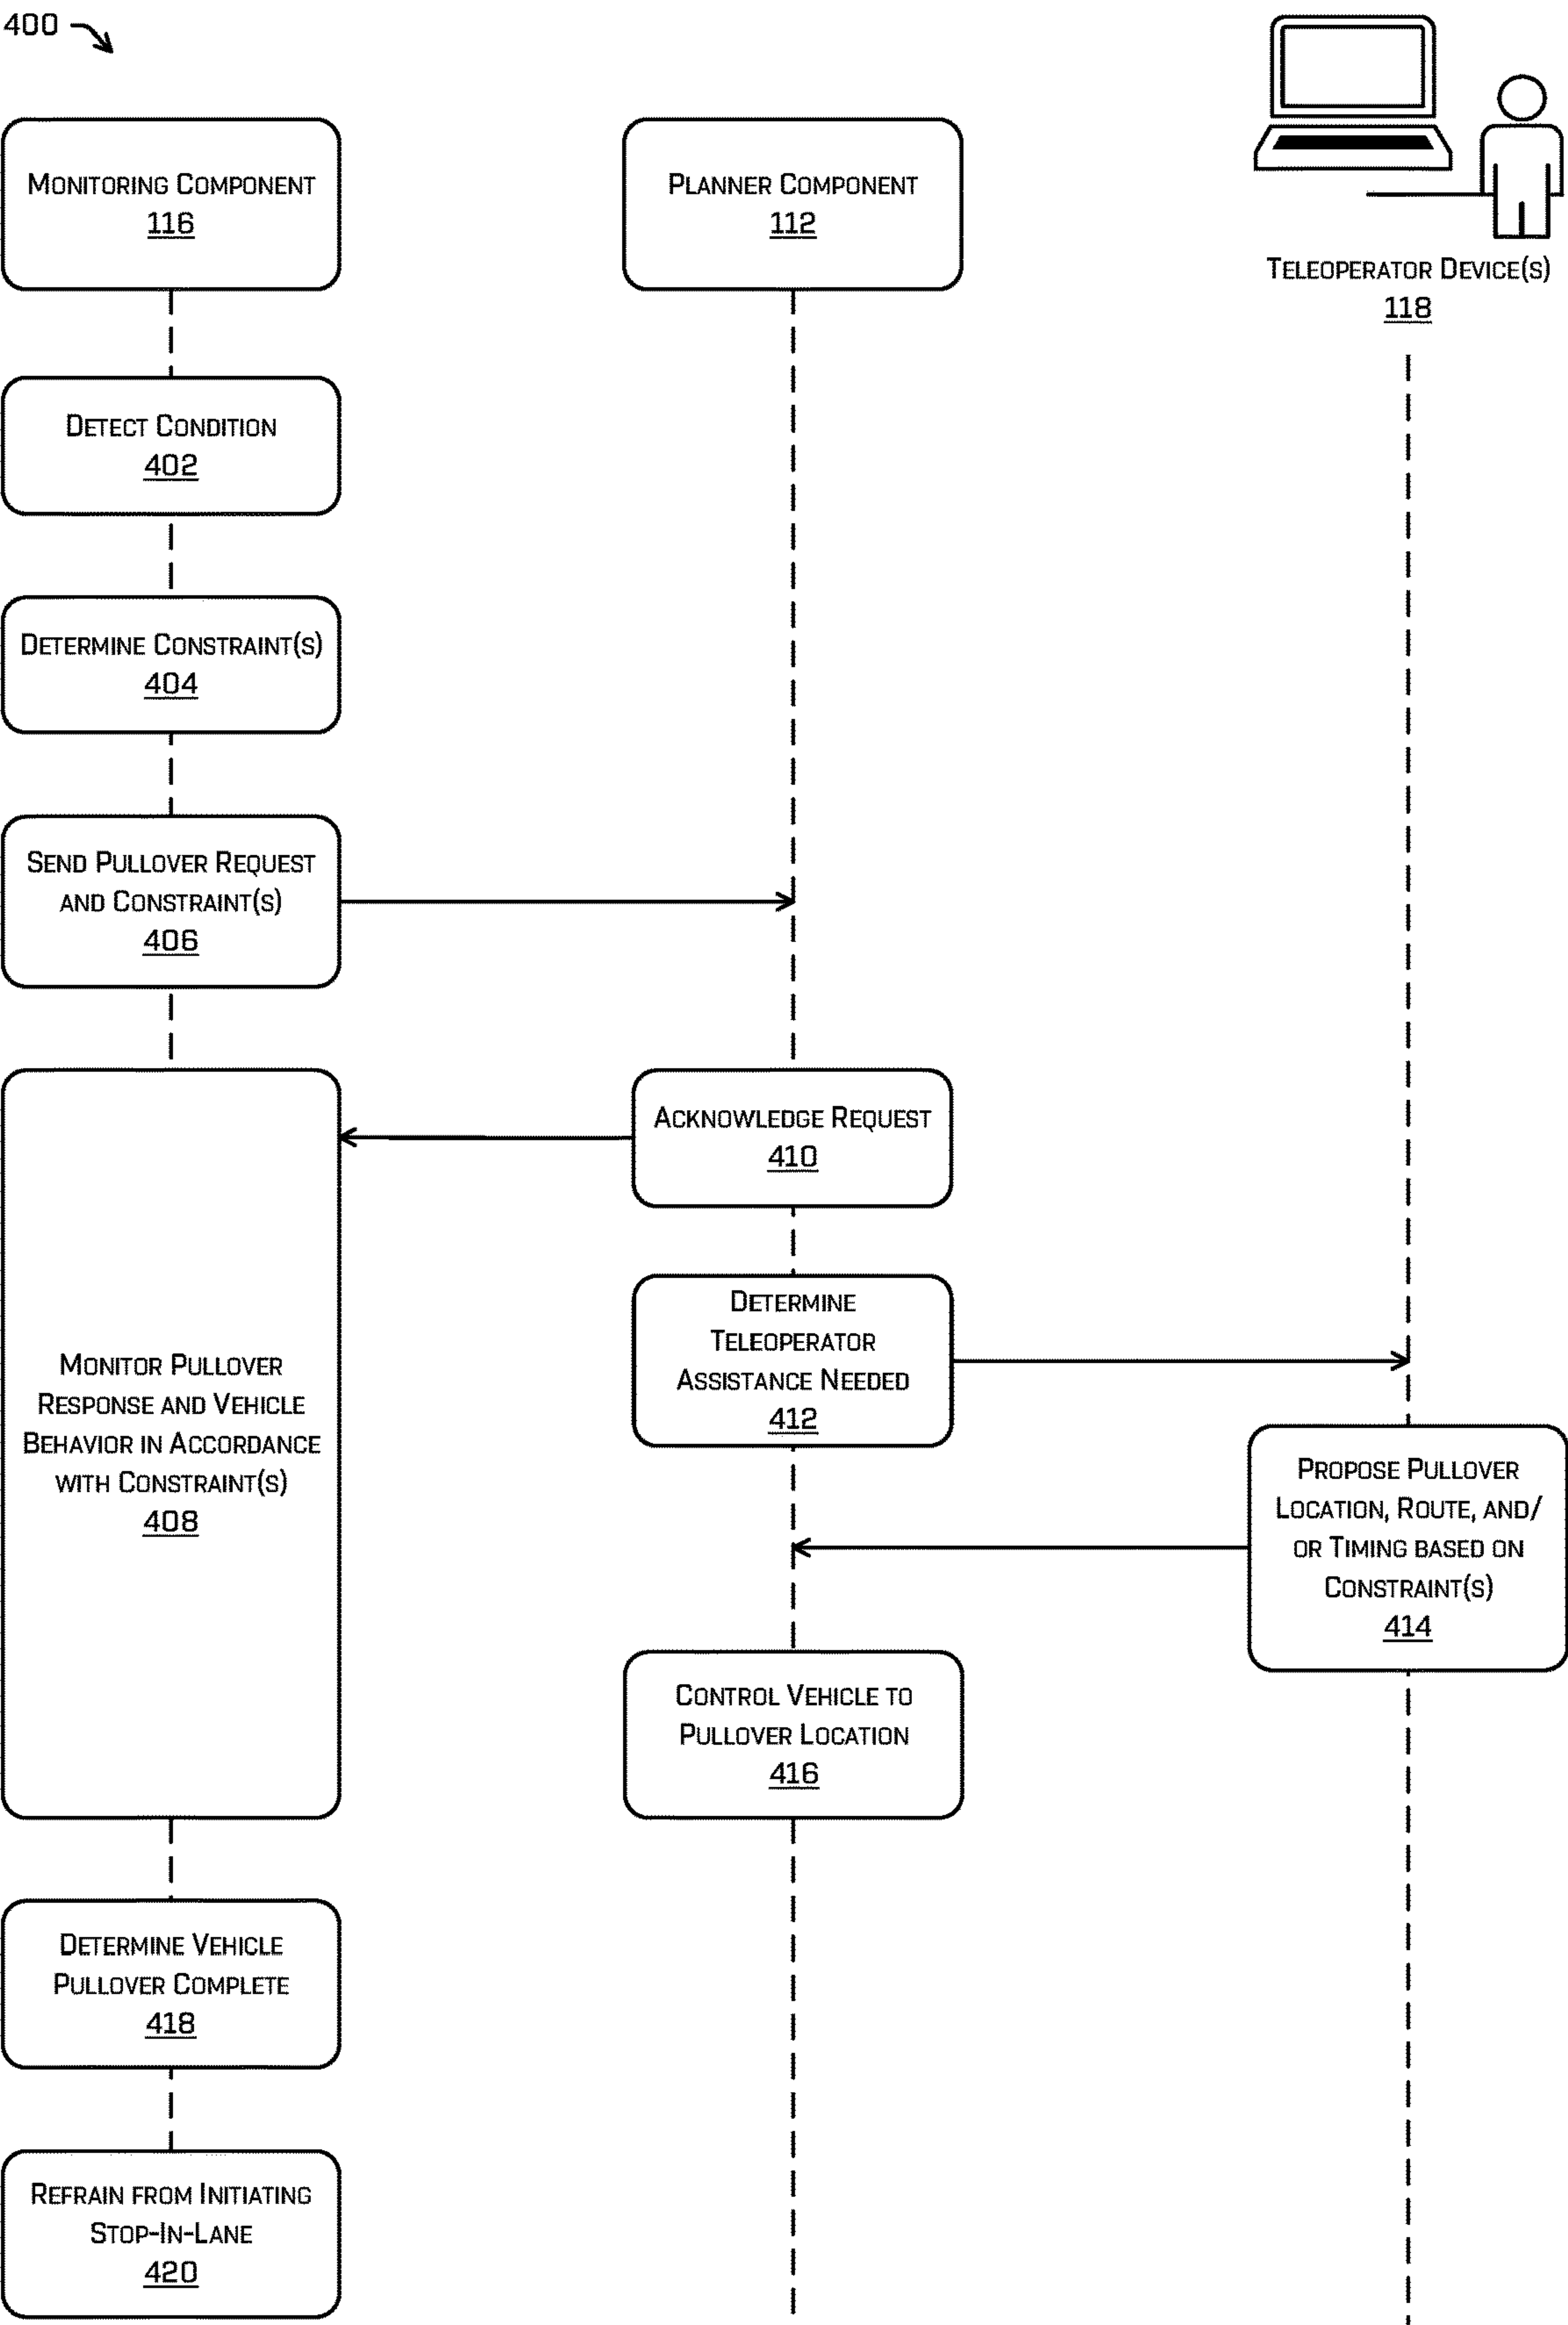 400
MONITORING COMPONENT
116
PLANNER COMPONENT
112
TELEOPERATOR DEVICE(S)
118
DETECT CONDITION
402
DETERMINE CONSTRAINT(S)
404
SEND PULLOVER REQUEST
AND CONSTRAINT(S)
406
ACKNOWLEDGE REQUEST
410
MONITOR PULLOVER
RESPONSE AND VEHICLE
BEHAVIOR IN ACCORDANCE
WITH CONSTRAINT(S)
408
DETERMINE
TELEOPERATOR
ASSISTANCE NEEDED
412
PROPOSE PULLOVER
LOCATION, ROUTE, AND/
OR TIMING BASED ON
CONSTRAINT(S)
414
CONTROL VEHICLE TO
PULLOVER LOCATION
416
DETERMINE VEHICLE
PULLOVER COMPLETE
418
REFRAIN FROM INITIATING
STOP-IN-LANE
420